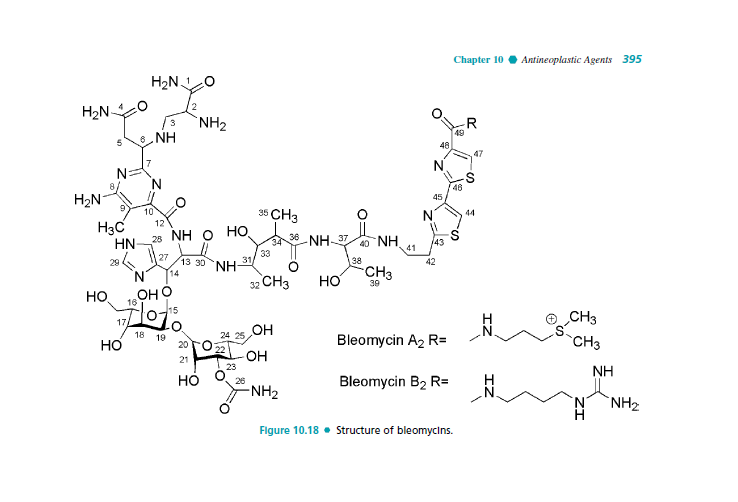 Chapter 10 ● Antineoplastic Agents 395
H₂N 1 O
4 O 2
H₂N 3 NH₂
5 6 NH
7
N N
8
H₂N
9 10 O
H₃C 12
NH
HN 28
29 27 13 30 O
N 14 NH
O
35 CH₃
HO 34 36
33 O
31
32 CH₃
NH 37 O
40 NH 41
38
HO CH₃
39
42
O R
49
48 47
N S
46
45 44
N S
43
HO 16 OH O 15
17 18 19 O
HO
20 O 24 25 OH
21 22 OH
23
HO O 26 NH₂
O
Bleomycin A₂ R=
H
N ⊕ CH₃
S
CH₃
Bleomycin B₂ R=
H NH
N N NH₂
H
Figure 10.18 ● Structure of bleomycins.